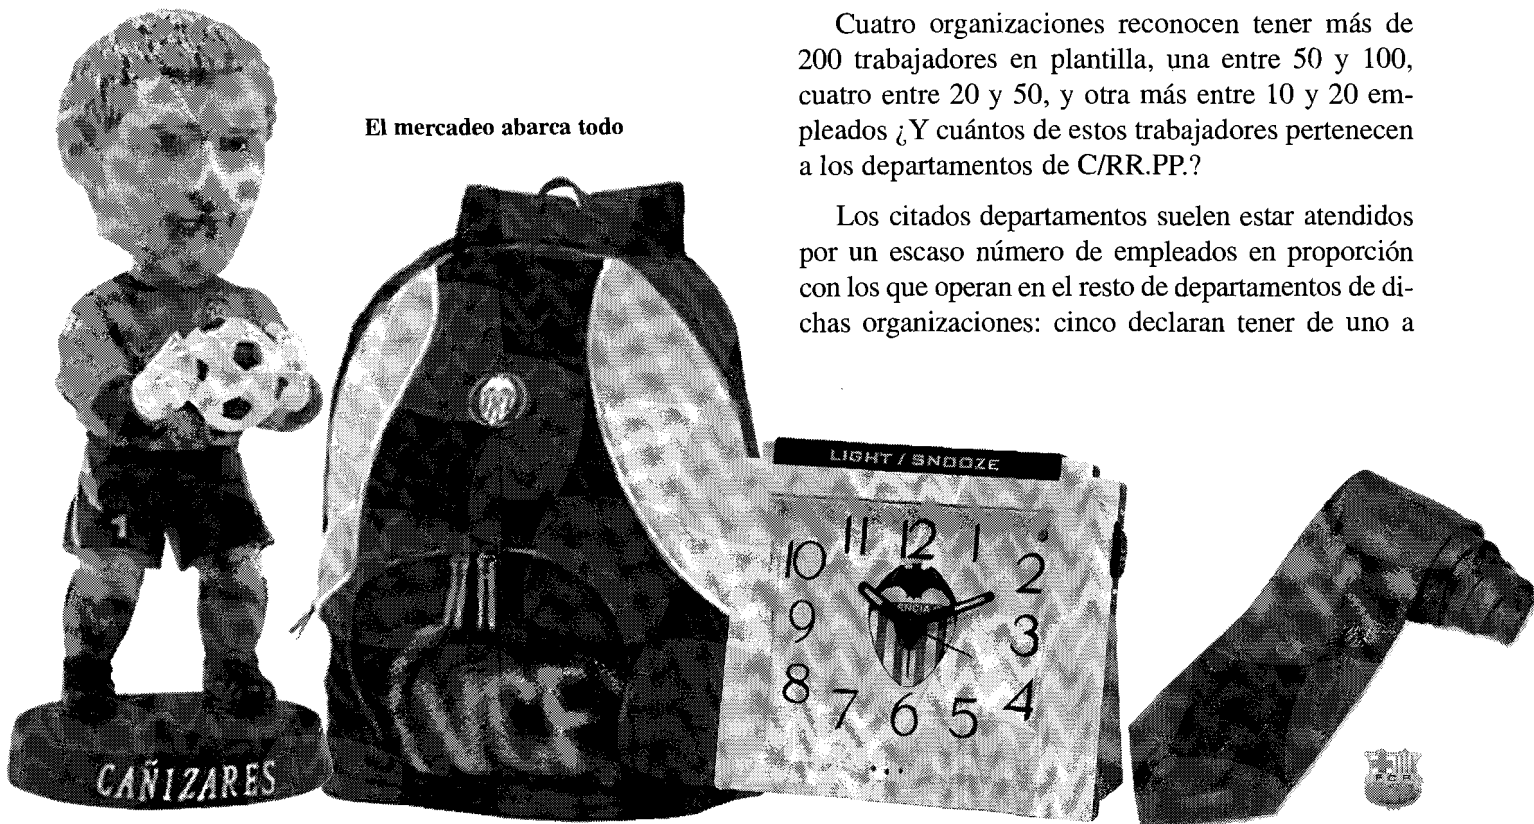 El mercadeo abarca todo
Cuatro organizaciones reconocen tener más de
200 trabajadores en plantilla, una entre 50 y 100,
cuatro entre 20 y 50, y otra más entre 10 y 20 em-
pleados ¿Y cuántos de estos trabajadores pertenecen
a los departamentos de C/RR.PP.?
Los citados departamentos suelen estar atendidos
por un escaso número de empleados en proporción
con los que operan en el resto de departamentos de di-
chas organizaciones: cinco declaran tener de uno a
1
CAÑIZARES
LIGHT / SNOOZE
11 12 1
10 2
9 3
8 4
7 6 5
F C B